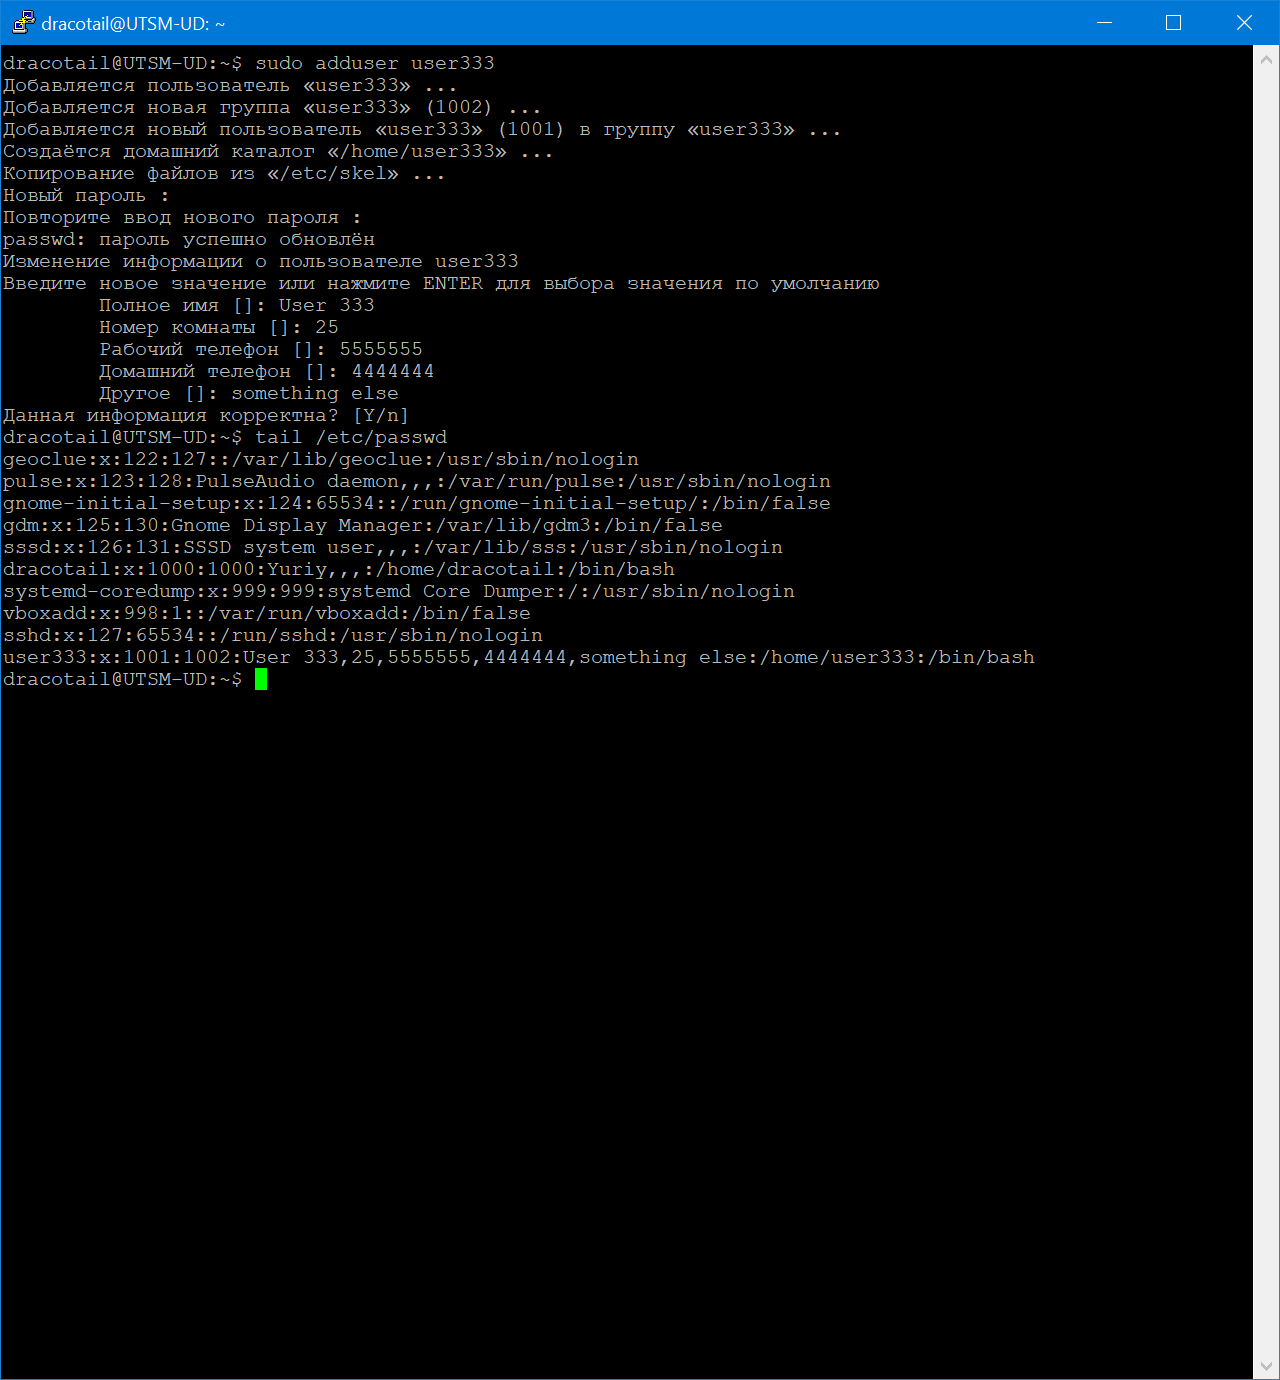 dracotail@UTSM-UD: ~
dracotail@UTSM-UD:~$ sudo adduser user333
Добавляется пользователь «user333» ...
Добавляется новая группа «user333» (1002) ...
Добавляется новый пользователь «user333» (1001) в группу «user333» ...
Создаётся домашний каталог «/home/user333» ...
Копирование файлов из «/etc/skel» ...
Новый пароль :
Повторите ввод нового пароля :
passwd: пароль успешно обновлён
Изменение информации о пользователе user333
Введите новое значение или нажмите ENTER для выбора значения по умолчанию
Полное имя []: User 333
Номер комнаты []: 25
Рабочий телефон []: 5555555
Домашний телефон []: 4444444
Другое []: something else
Данная информация корректна? [Y/n]
dracotail@UTSM-UD:~$ tail /etc/passwd
geoclue:x:122:127::/var/lib/geoclue:/usr/sbin/nologin
pulse:x:123:128:PulseAudio daemon,,,:/var/run/pulse:/usr/sbin/nologin
gnome-initial-setup:x:124:65534::/run/gnome-initial-setup/:/bin/false
gdm:x:125:130:Gnome Display Manager:/var/lib/gdm3:/bin/false
sssd:x:126:131:SSSD system user,,,:/var/lib/sss:/usr/sbin/nologin
dracotail:x:1000:1000:Yuriy,,,:/home/dracotail:/bin/bash
systemd-coredump:x:999:999:systemd Core Dumper:/:/usr/sbin/nologin
vboxadd:x:998:1::/var/run/vboxadd:/bin/false
sshd:x:127:65534::/run/sshd:/usr/sbin/nologin
user333:x:1001:1002:User 333,25,5555555,4444444,something else:/home/user333:/bin/bash
dracotail@UTSM-UD:~$